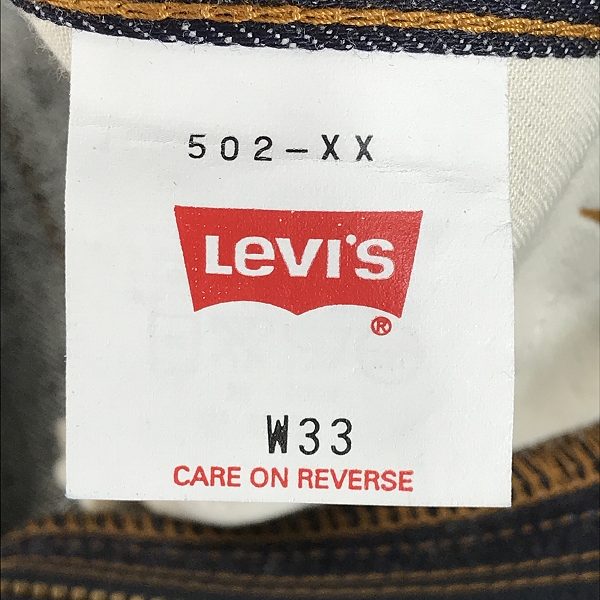 502-XX
Levi's
®
W33
CARE ON REVERSE